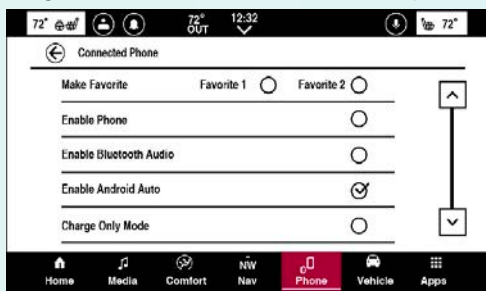 72° 72° OUT 12:32 72°
Connected Phone
Make Favorite Favorite 1 Favorite 2
Enable Phone
Enable Bluetooth Audio
Enable Android Auto
Charge Only Mode
NW
Home Media Comfort Nav Phone Vehicle Apps